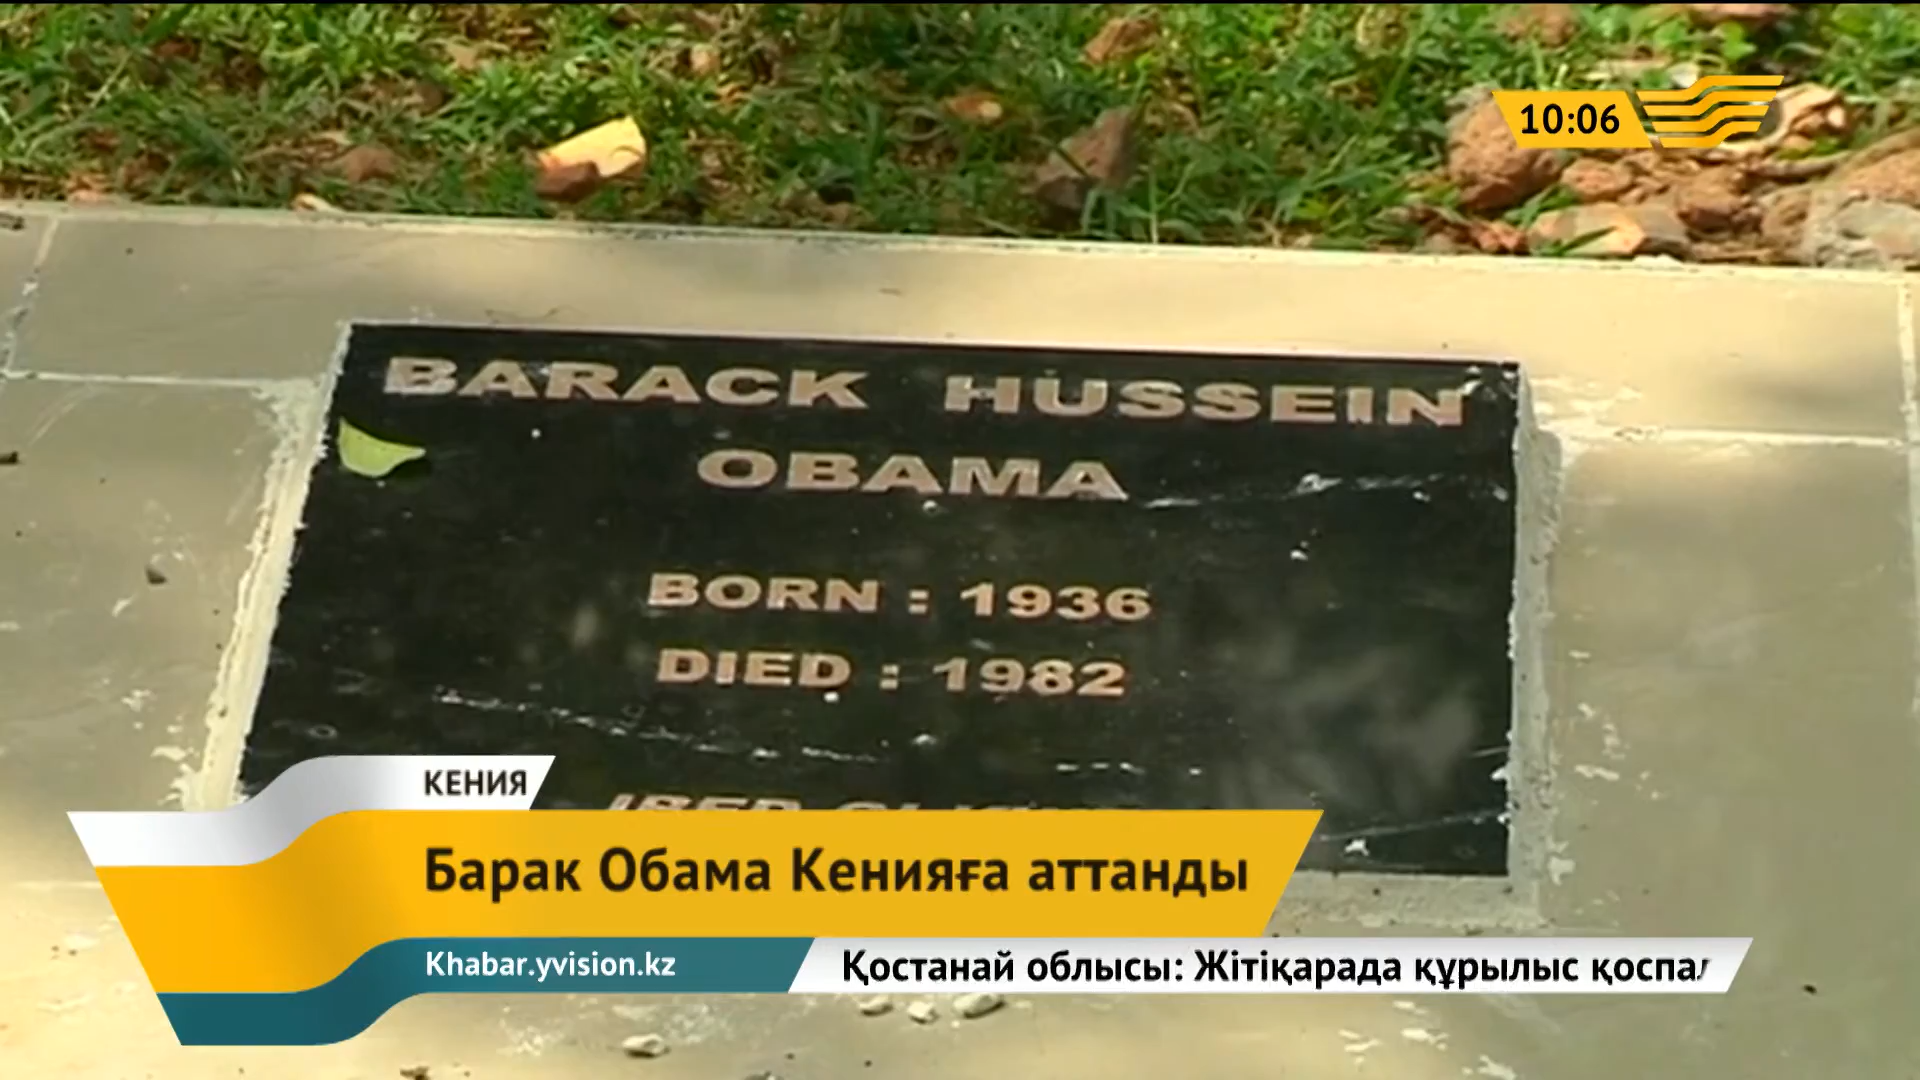 10:06
BARACK HUSSEIN
OBAMA
BORN : 1936
DIED : 1982
КЕНИЯ
Барак Обама Кенияға аттанды
Khabar.yvision.kz
Қостанай облысы: Жітіқарада құрылыс